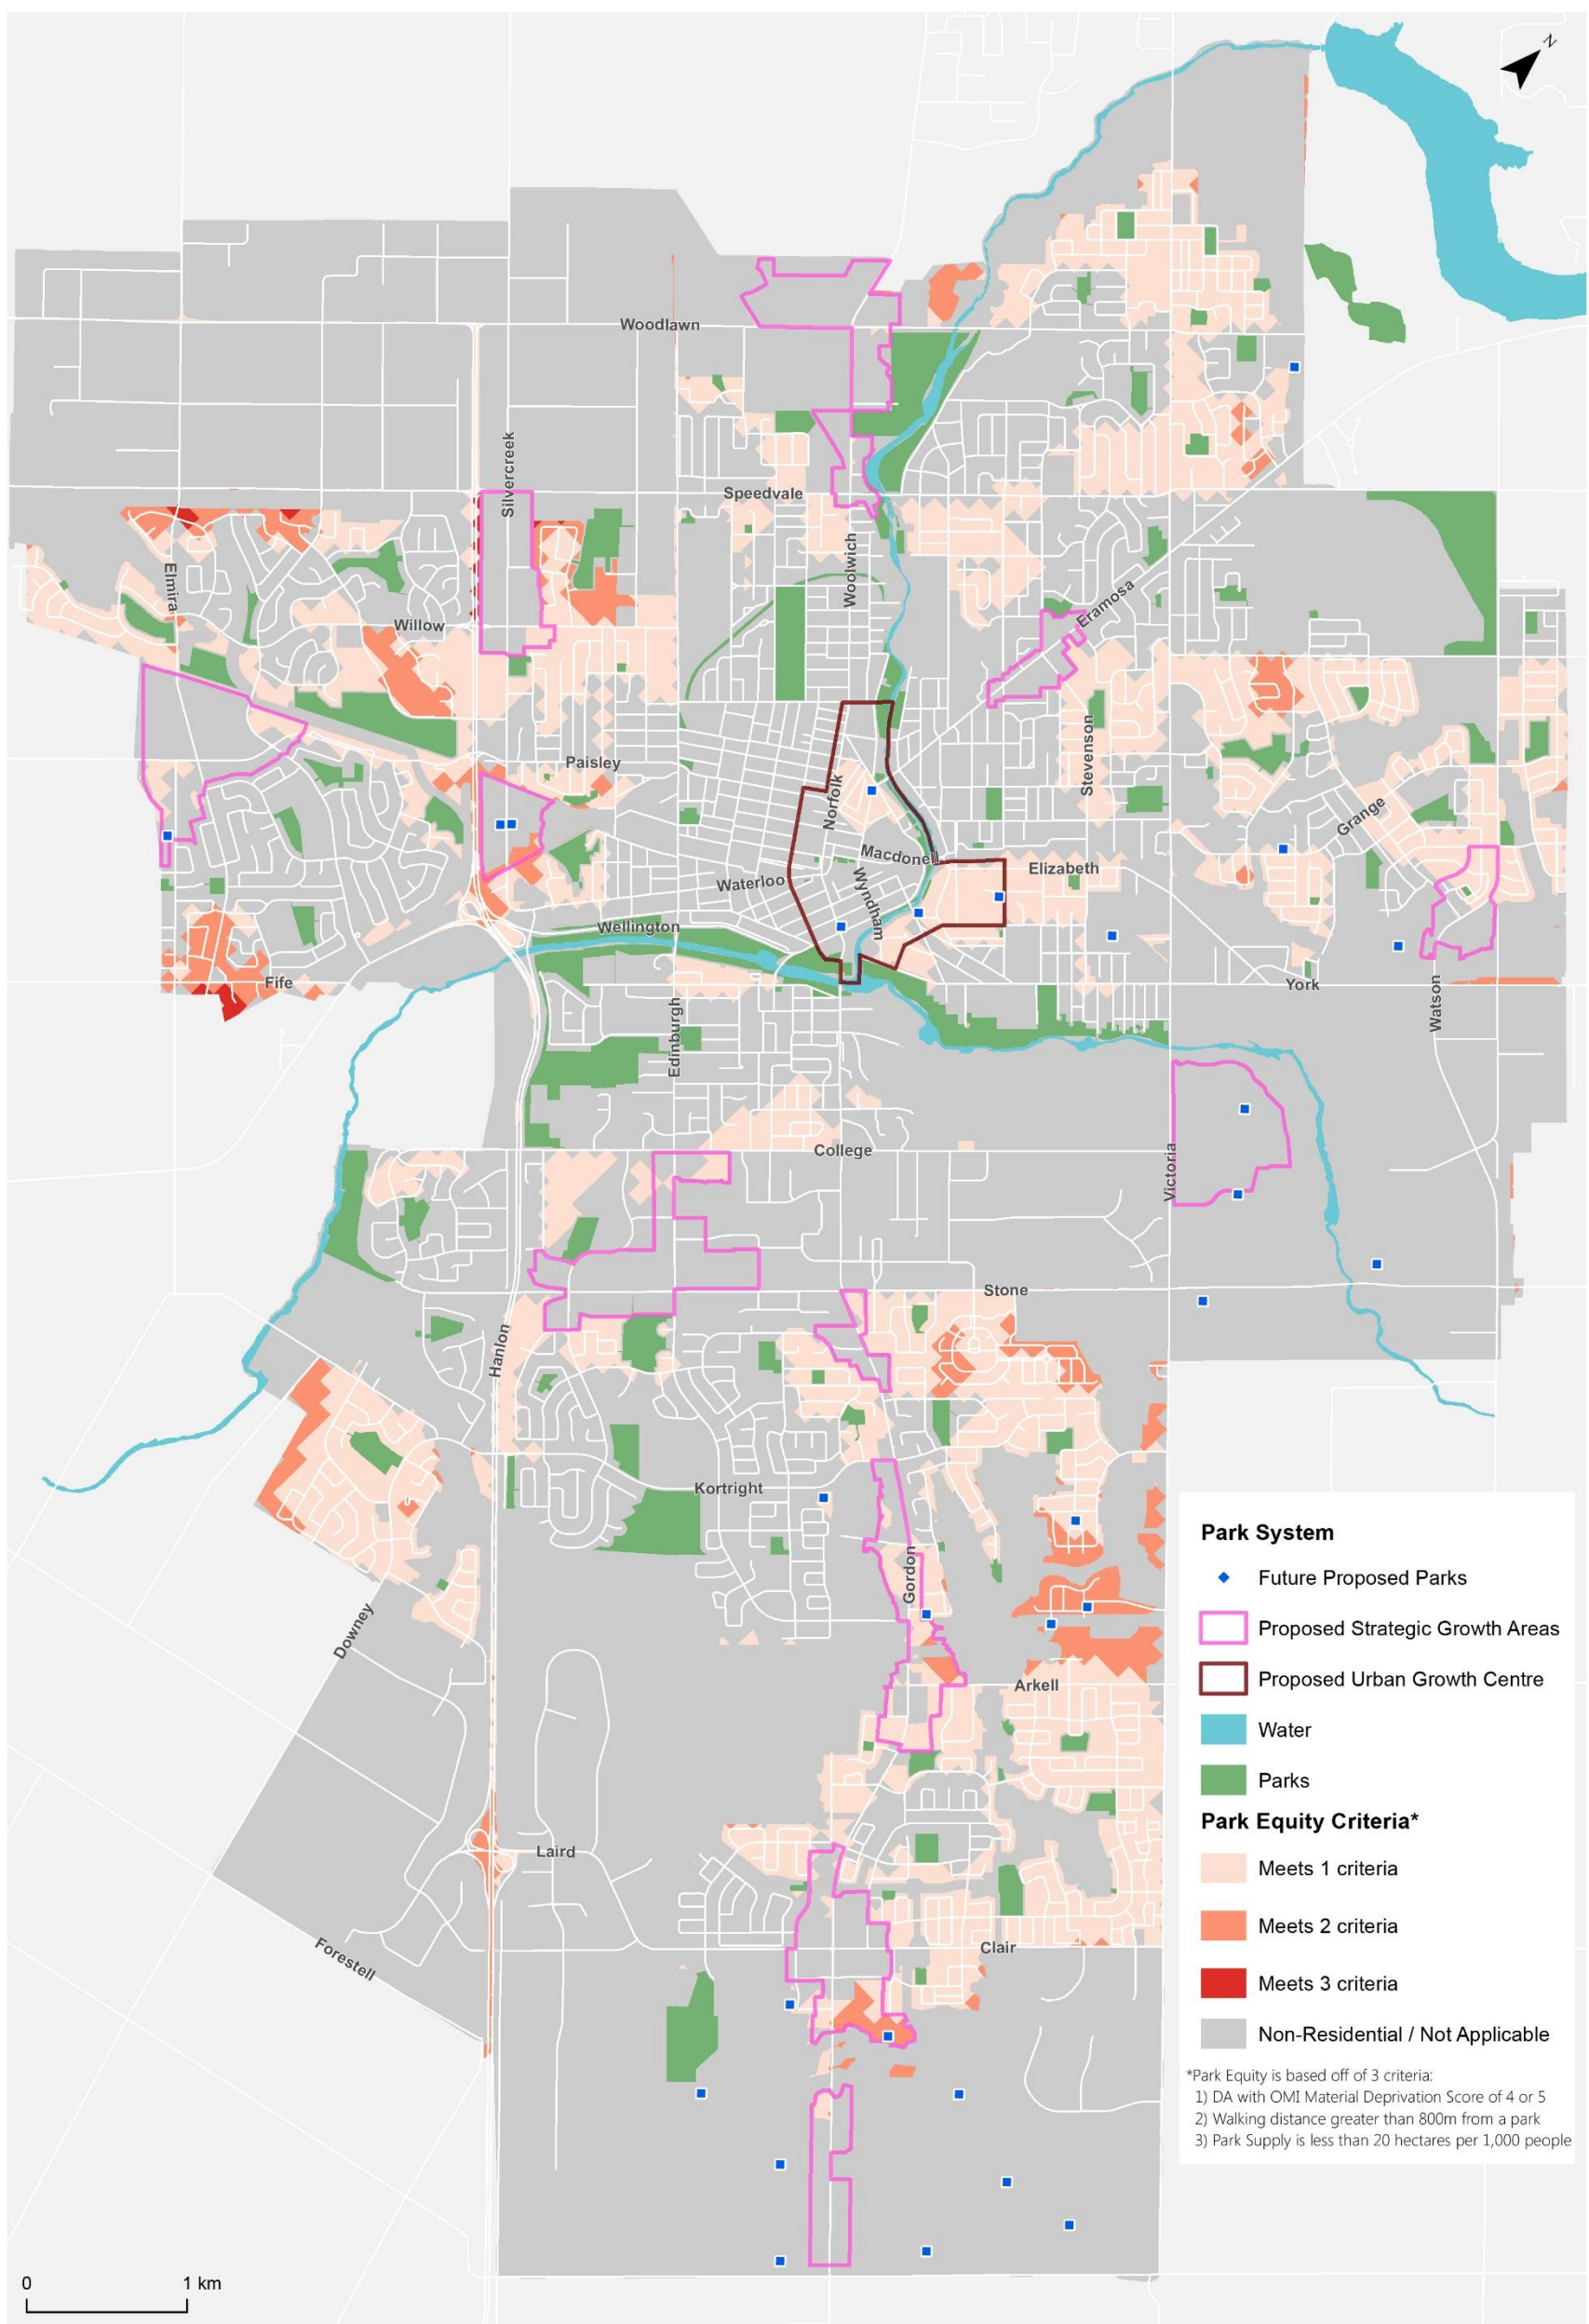 N
Woodlawn
Silvercreek
Speedvale
Woolwich
Elmira
Eramosa
Willow
Stevenson
Paisley
Norfolk
Grange
Macdonell
Elizabeth
Waterloo
Wyndham
Wellington
Fife
York
Watson
Edinburgh
College
Victoria
Stone
Hanlon
Kortright
Gordon
Downey
Arkell
Laird
Clair
Forestell
Park System
Future Proposed Parks
Proposed Strategic Growth Areas
Proposed Urban Growth Centre
Water
Parks
Park Equity Criteria*
Meets 1 criteria
Meets 2 criteria
Meets 3 criteria
Non-Residential / Not Applicable
*Park Equity is based off of 3 criteria:
1) DA with OMI Material Deprivation Score of 4 or 5
2) Walking distance greater than 800m from a park
3) Park Supply is less than 20 hectares per 1,000 people
0 1 km